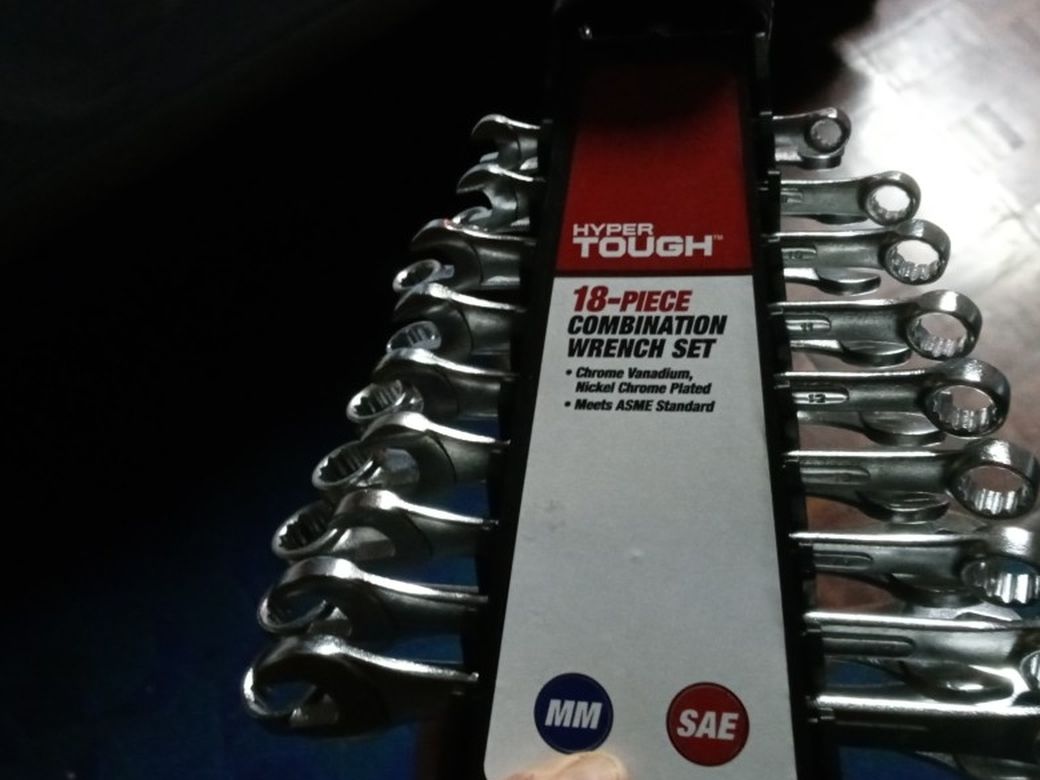 HYPER
TOUGH™
18-PIECE
COMBINATION
WRENCH SET
• Chrome Vanadium,
Nickel Chrome Plated
• Meets ASME Standard
MM
SAE